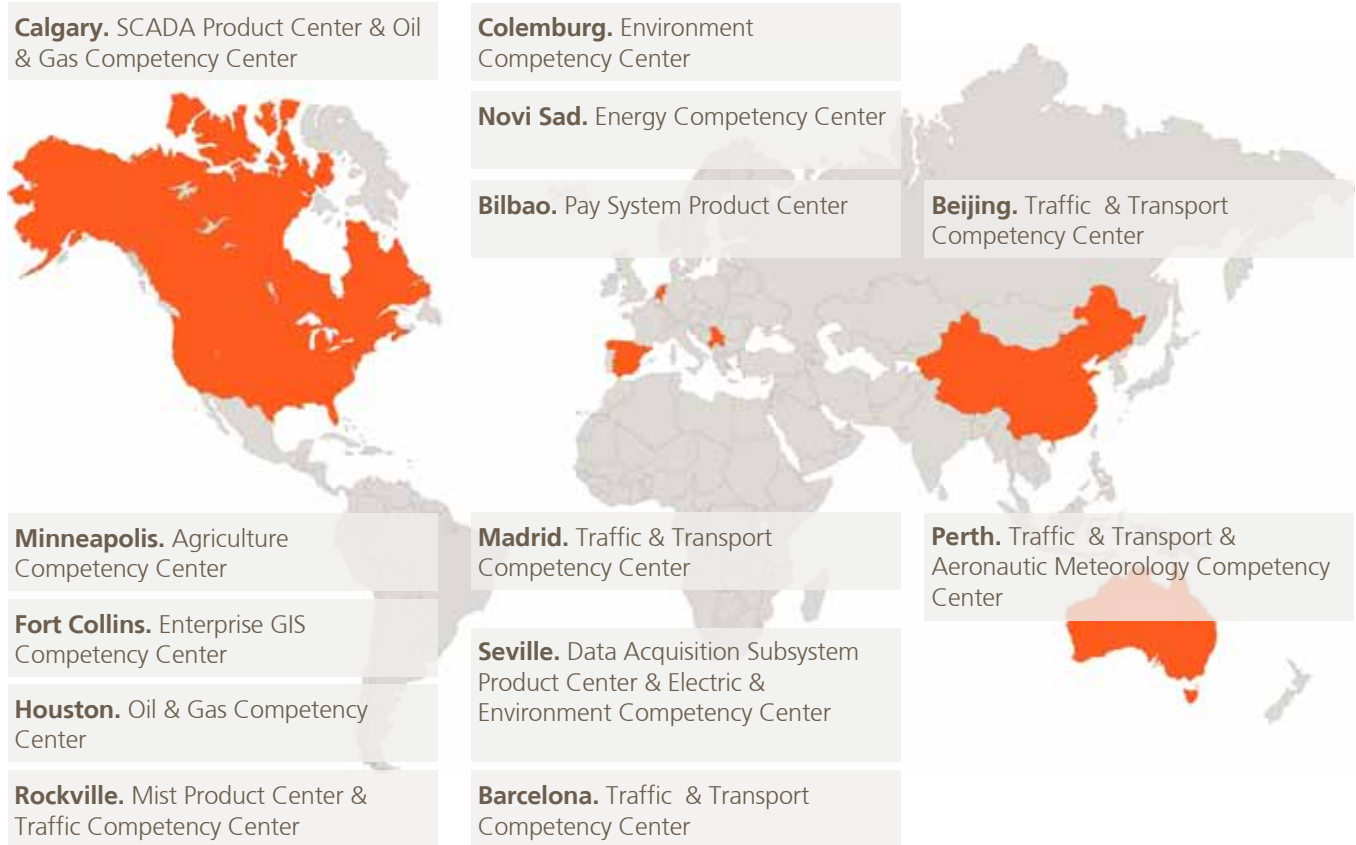 Calgary. SCADA Product Center & Oil
& Gas Competency Center
Colemburg. Environment
Competency Center
Novi Sad. Energy Competency Center
Bilbao. Pay System Product Center
Beijing. Traffic & Transport
Competency Center
Minneapolis. Agriculture
Competency Center
Fort Collins. Enterprise GIS
Competency Center
Houston. Oil & Gas Competency
Center
Rockville. Mist Product Center &
Traffic Competency Center
Madrid. Traffic & Transport
Competency Center
Seville. Data Acquisition Subsystem
Product Center & Electric &
Environment Competency Center
Barcelona. Traffic & Transport
Competency Center
Perth. Traffic & Transport &
Aeronautic Meteorology Competency
Center